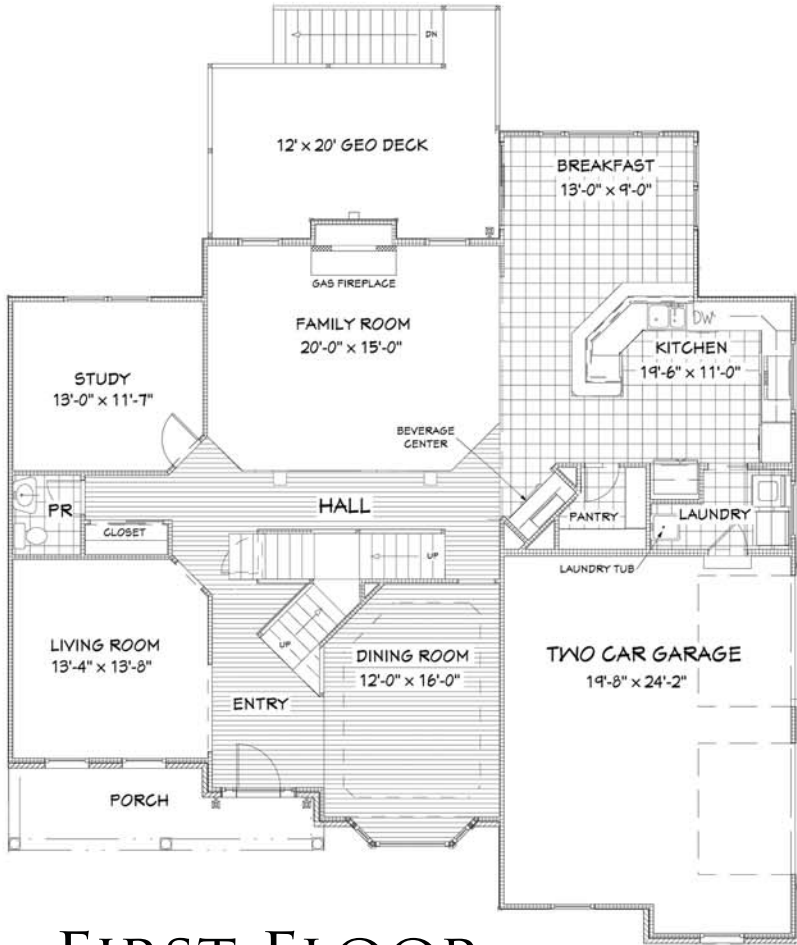 DN
12' x 20' GEO DECK
BREAKFAST
13'-0" x 9'-0"
GAS FIREPLACE
FAMILY ROOM
20'-0" x 15'-0"
DW
KITCHEN
19'-6" x 11'-0"
STUDY
13'-0" x 11'-7"
BEVERAGE
CENTER
PR
HALL
CLOSET
PANTRY
LAUNDRY
UP
LAUNDRY TUB
UP
LIVING ROOM
13'-4" x 13'-8"
DINING ROOM
12'-0" x 16'-0"
TWO CAR GARAGE
19'-8" x 24'-2"
ENTRY
PORCH
FIRST FLOOR